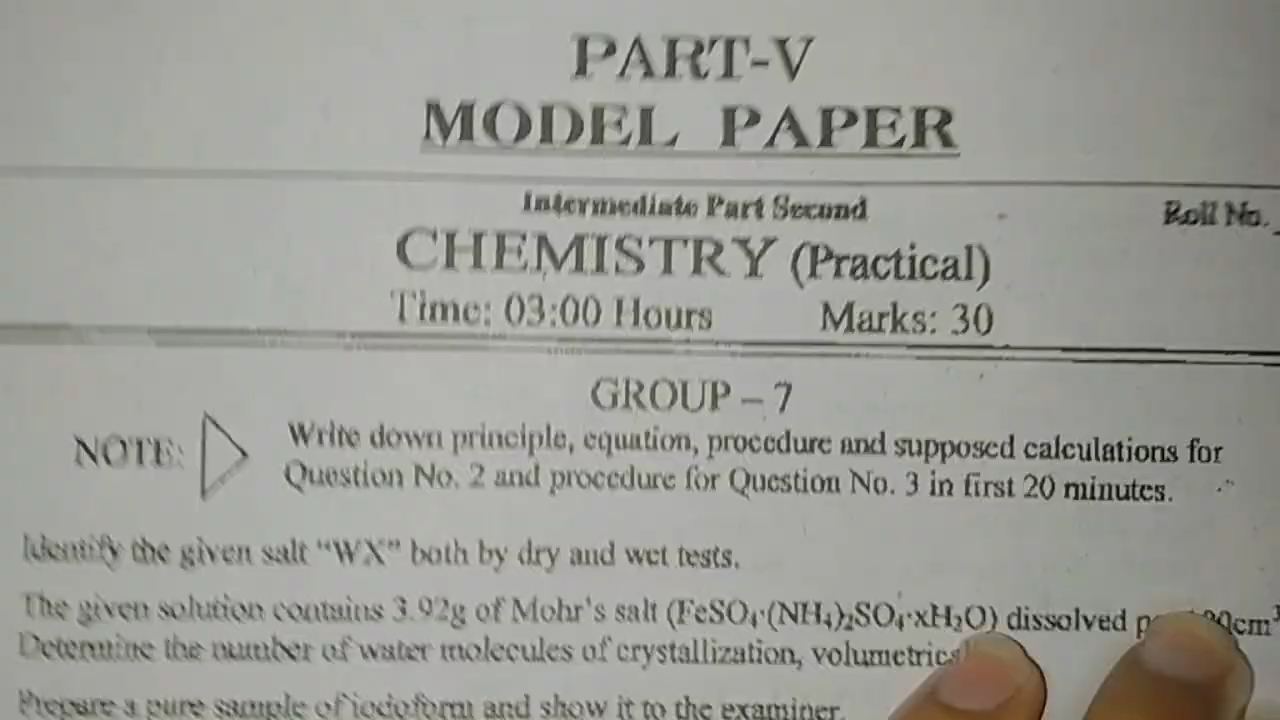 PART-V
MODEL PAPER
Intermediate Part Second
Roll No.
CHEMISTRY (Practical)
Time: 03:00 Hours Marks: 30
GROUP – 7
NOTE: Write down principle, equation, procedure and supposed calculations for
Question No. 2 and procedure for Question No. 3 in first 20 minutes.
Identify the given salt “WX” both by dry and wet tests.
The given solution contains 3.92g of Mohr's salt (FeSO₄·(NH₄)₂SO₄·xH₂O) dissolved
Determine the number of water molecules of crystallization,
Prepare a pure sample of iodoform and show it to the examiner.